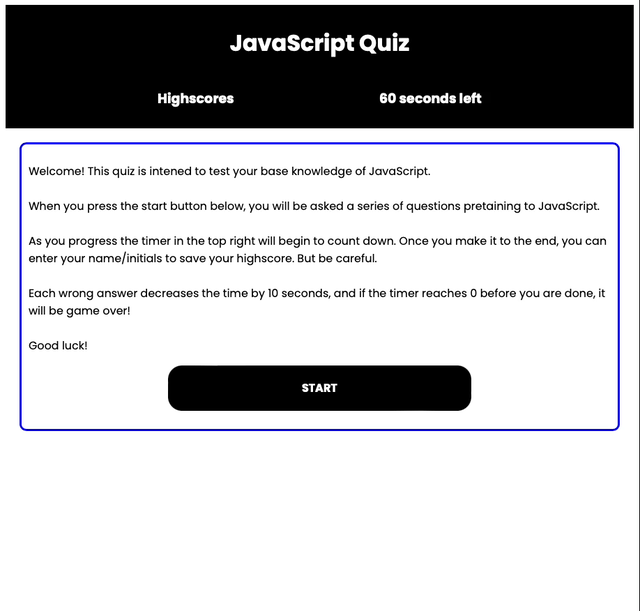 JavaScript Quiz
Highscores
60 seconds left
Welcome! This quiz is intened to test your base knowledge of JavaScript.
When you press the start button below, you will be asked a series of questions pretaining to JavaScript.
As you progress the timer in the top right will begin to count down. Once you make it to the end, you can
enter your name/initials to save your highscore. But be careful.
Each wrong answer decreases the time by 10 seconds, and if the timer reaches 0 before you are done, it
will be game over!
Good luck!
START